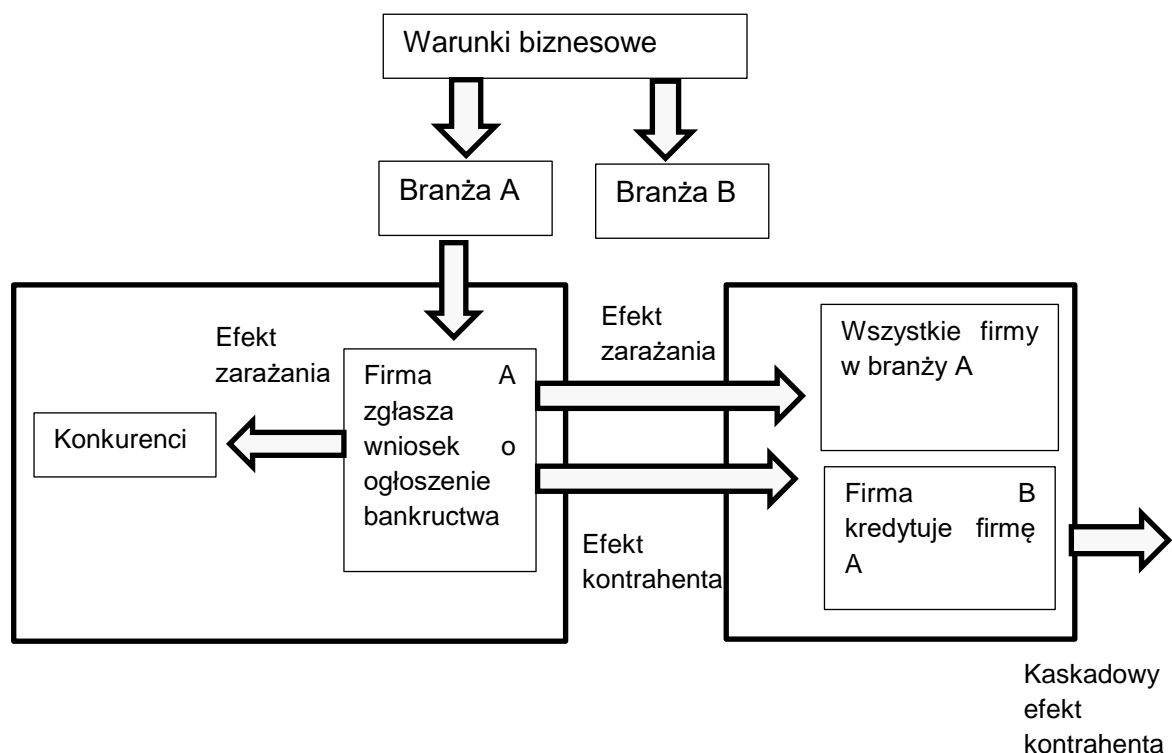 Warunki biznesowe
Branża A
Branża B
Efekt
zarażania
Efekt
zarażania
Konkurenci
Firma A
zgłasza
wniosek o
ogłoszenie
bankructwa
Wszystkie firmy
w branży A
Firma B
kredytuje firmę
A
Efekt
kontrahenta
Kaskadowy
efekt
kontrahenta